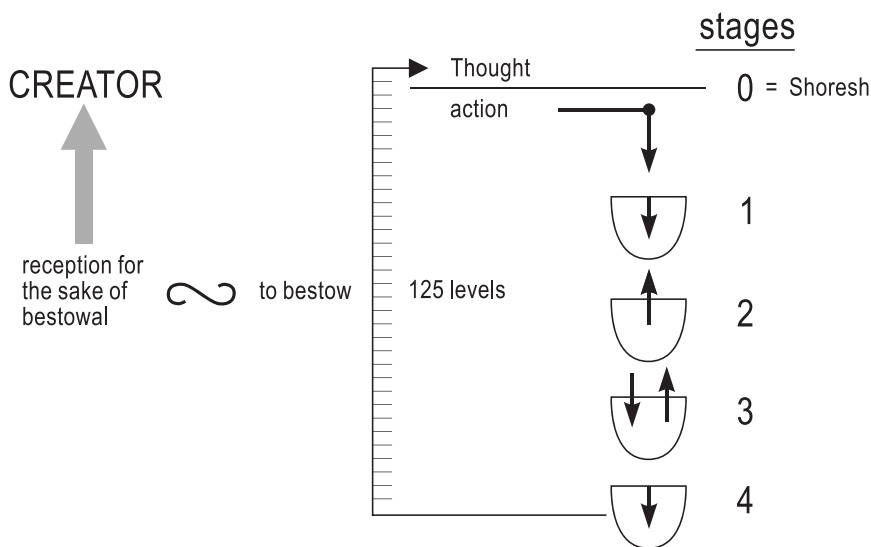 stages
Thought
0 = Shoresh
CREATOR
action
1
reception for
the sake of
bestowal
to bestow
125 levels
2
3
4